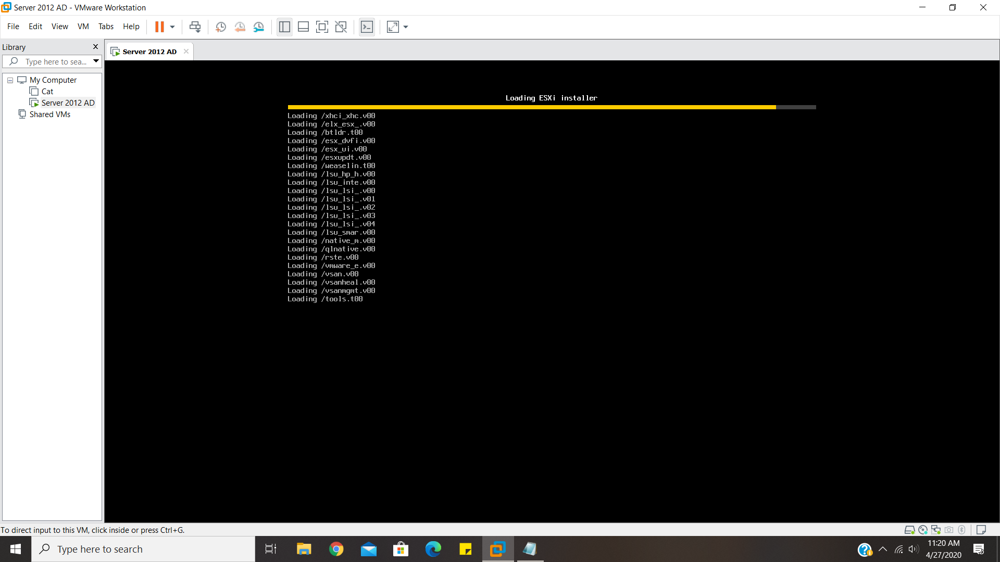 Server 2012 AD - VMware Workstation
File Edit View VM Tabs Help
Library
Type here to sea...
My Computer
Cat
Server 2012 AD
Shared VMs
Server 2012 AD
Loading ESXi installer
Loading /xhci_xhc.v00
Loading /elx_esx_.v00
Loading /btldr.t00
Loading /esx_dvfi.v00
Loading /esx_ui.v00
Loading /esxupdt.v00
Loading /weaselin.t00
Loading /lsu_hp_h.v00
Loading /lsu_inte.v00
Loading /lsu_lsi_.v00
Loading /lsu_lsi_.v01
Loading /lsu_lsi_.v02
Loading /lsu_lsi_.v03
Loading /lsu_lsi_.v04
Loading /lsu_smar.v00
Loading /native_m.v00
Loading /qlnative.v00
Loading /rste.v00
Loading /vmware_e.v00
Loading /vsan.v00
Loading /vsanheal.v00
Loading /vsanmgmt.v00
Loading /tools.t00
To direct input to this VM, click inside or press Ctrl+G.
Type here to search
11:20 AM
4/27/2020